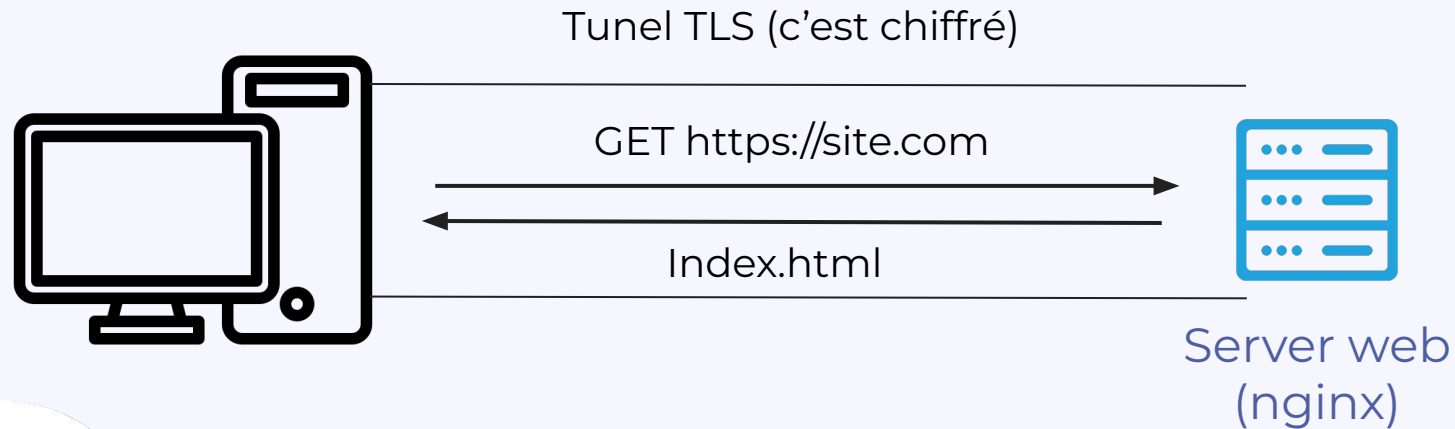 Tunel TLS (c’est chiffré)
GET https://site.com
Index.html
Server web
(nginx)